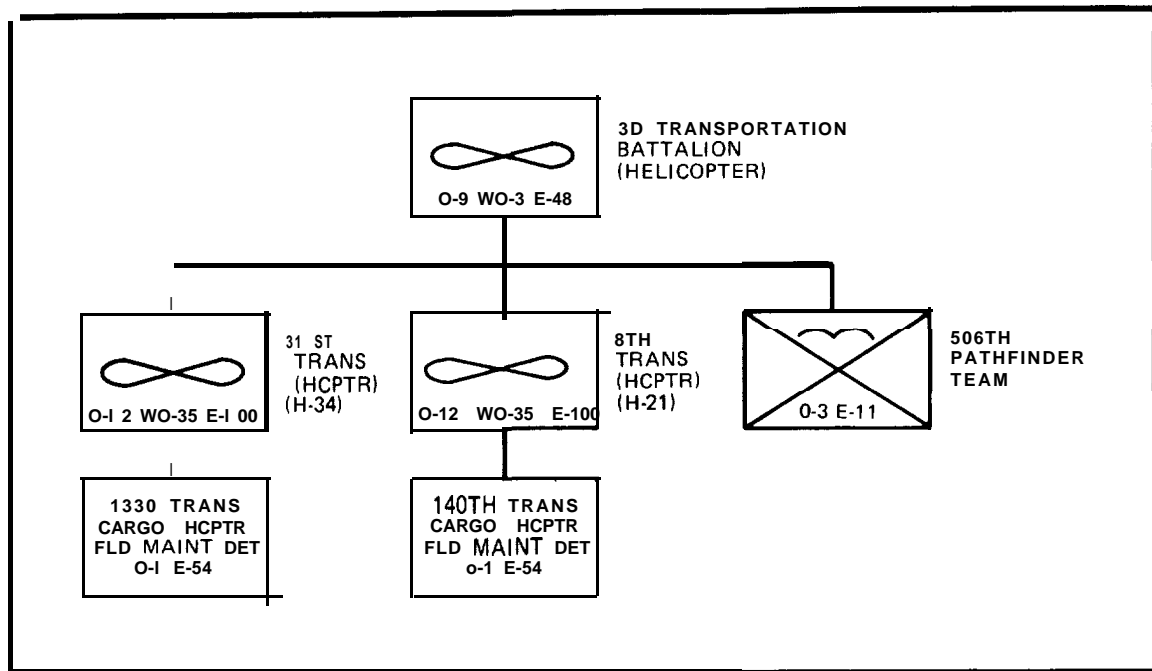 3D TRANSPORTATION
BATTALION
(HELICOPTER)
O-9 WO-3 E-48
31 ST
TRANS
(HCPTR)
(H-34)
O-I 2 WO-35 E-I 00
8TH
TRANS
(HCPTR)
(H-21)
O-12 WO-35 E-100
506TH
PATHFINDER
TEAM
O-3 E-11
1330 TRANS
CARGO HCPTR
FLD MAINT DET
O-I E-54
140TH TRANS
CARGO HCPTR
FLD MAINT DET
o-1 E-54